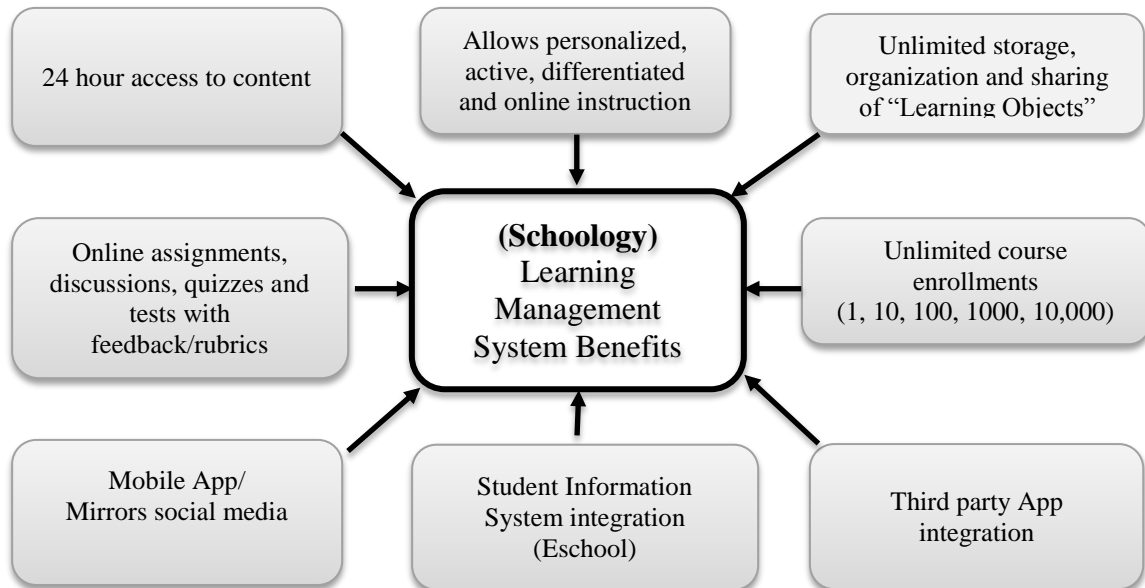 24 hour access to content
Allows personalized,
active, differentiated
and online instruction
Unlimited storage,
organization and sharing
of “Learning Objects”
Online assignments,
discussions, quizzes and
tests with
feedback/rubrics
(Schoology)
Learning
Management
System Benefits
Unlimited course
enrollments
(1, 10, 100, 1000, 10,000)
Mobile App/
Mirrors social media
Student Information
System integration
(Eschool)
Third party App
integration